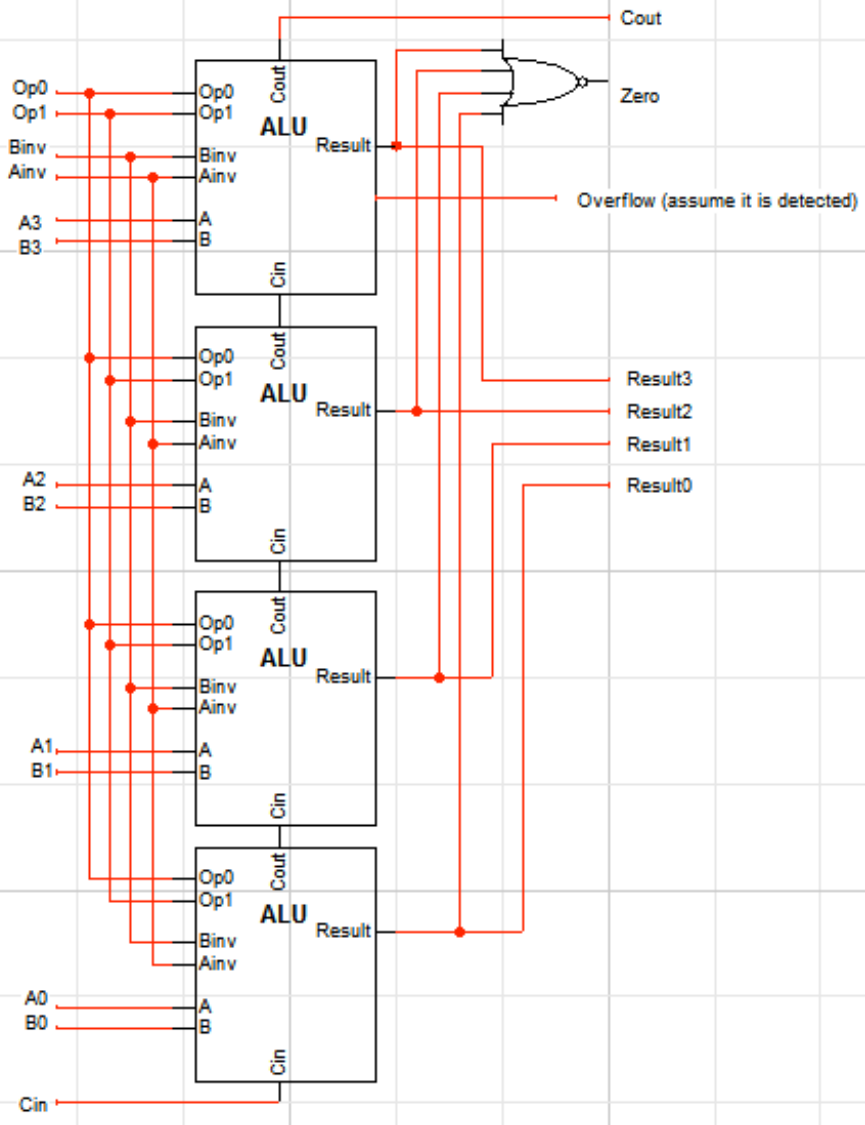 Cout
Op0
Op1
Binv
Ainv
A3
B3
Op0
Op1
Binv
Ainv
A
B
Cout
ALU
Result
Cin
Zero
Overflow (assume it is detected)
A2
B2
Op0
Op1
Binv
Ainv
A
B
Cout
ALU
Result
Cin
Result3
Result2
Result1
Result0
A1
B1
Op0
Op1
Binv
Ainv
A
B
Cout
ALU
Result
Cin
A0
B0
Op0
Op1
Binv
Ainv
A
B
Cout
ALU
Result
Cin
Cin